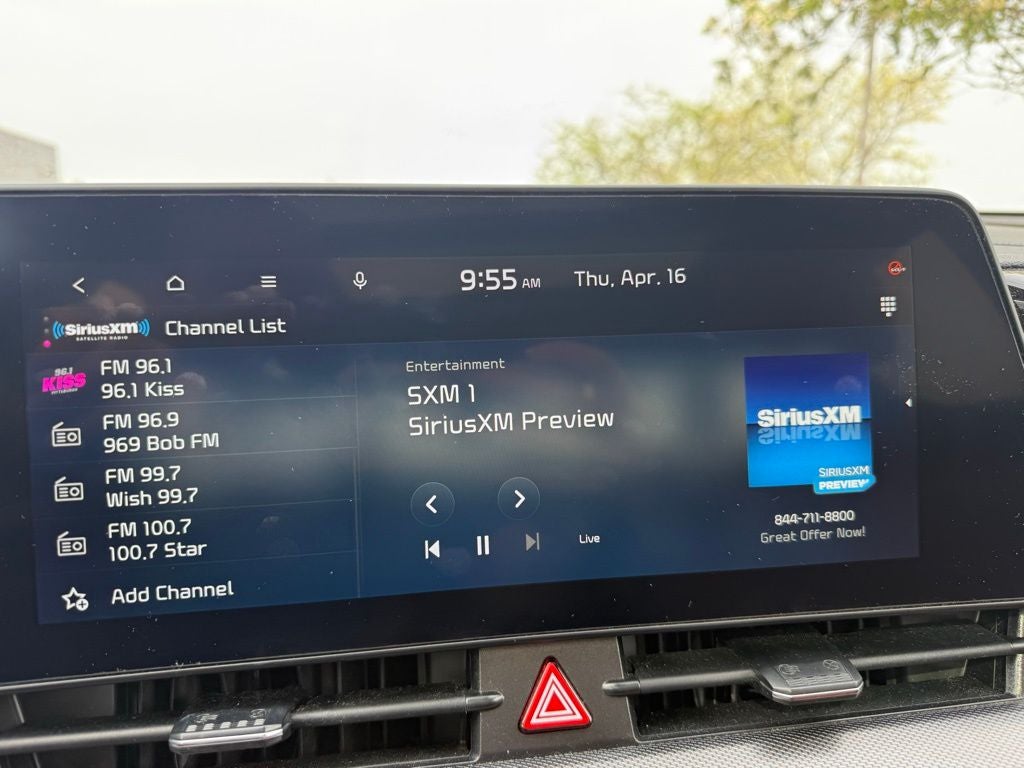 9:55 AM Thu, Apr. 16
SiriusXM
SATELLITE RADIO
Channel List
96.1
KISS
PITTSBURGH
FM 96.1
96.1 Kiss
FM 96.9
969 Bob FM
FM 99.7
Wish 99.7
FM 100.7
100.7 Star
Add Channel
Entertainment
SXM 1
SiriusXM Preview
Live
SiriusXM
SIRIUSXM
PREVIEW
844-711-8800
Great Offer Now!